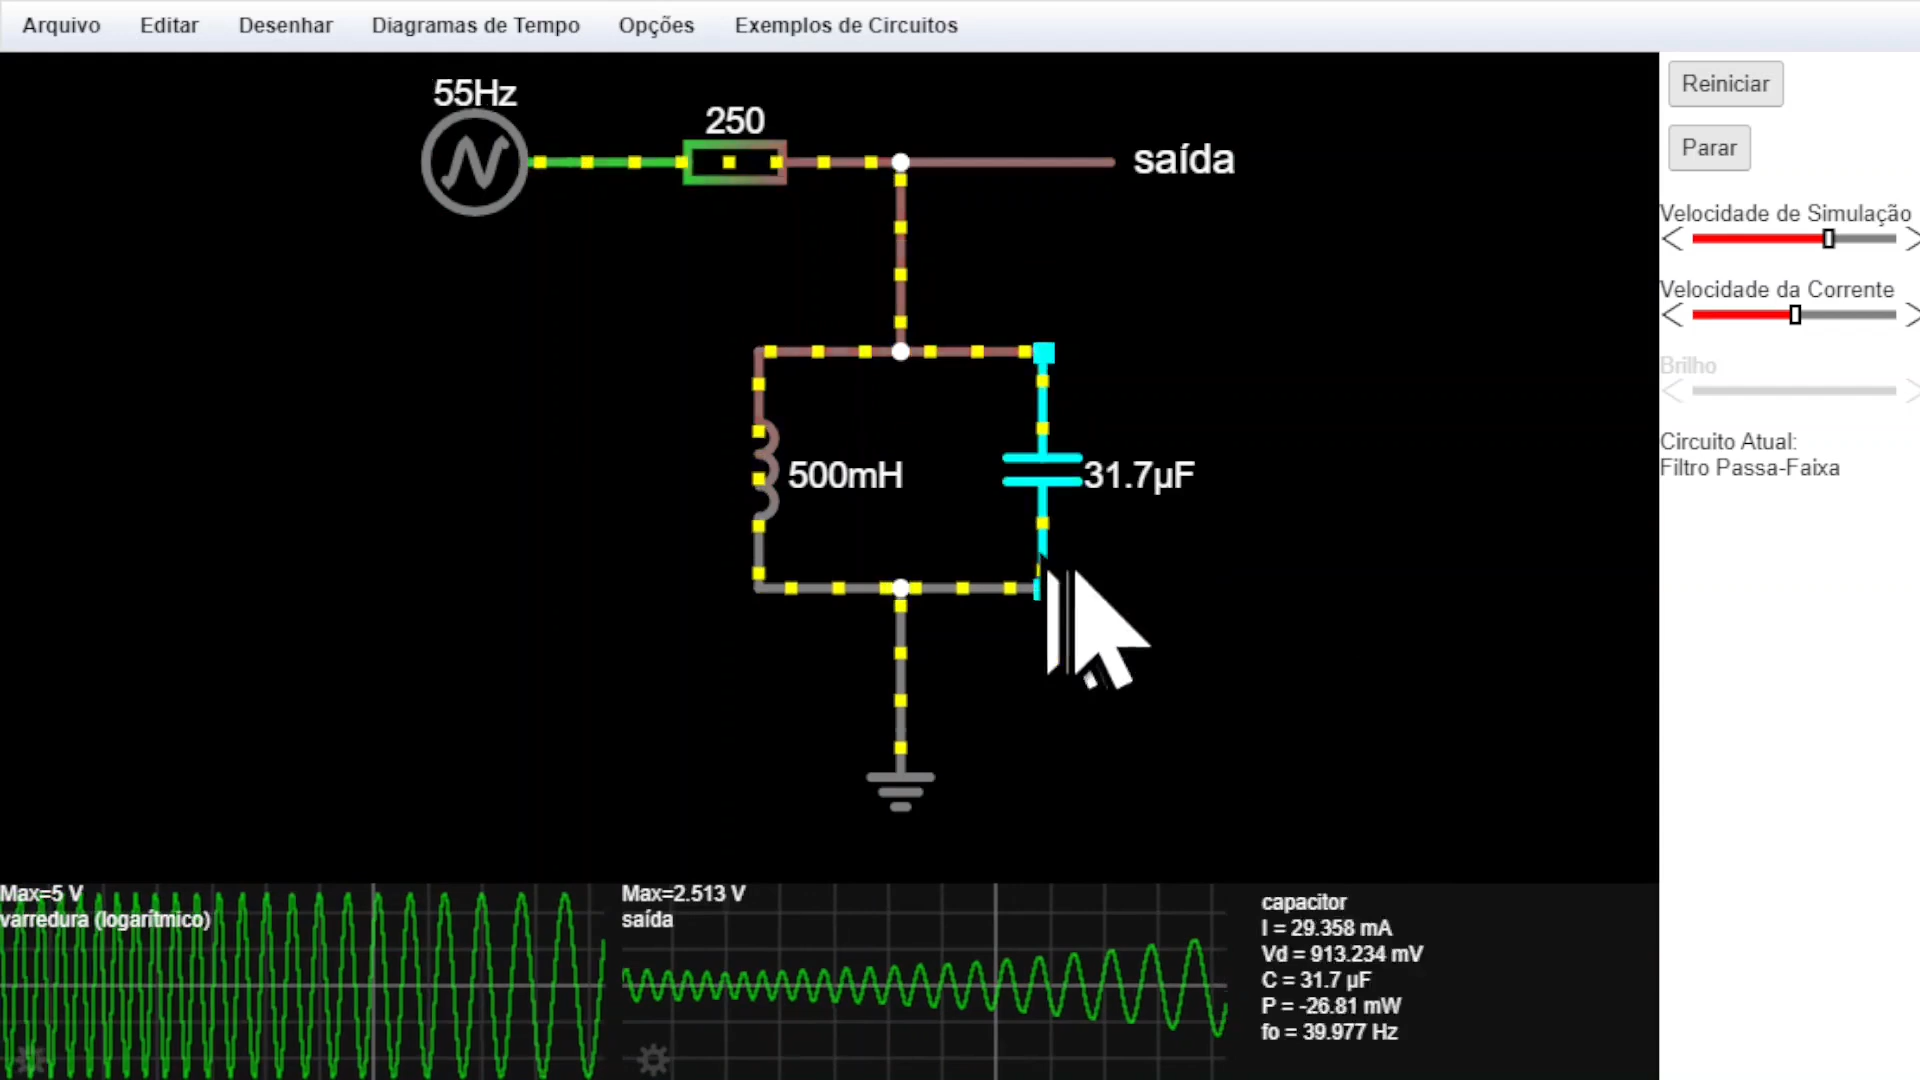 Arquivo Editar Desenhar Diagramas de Tempo Opções Exemplos de Circuitos
Reiniciar
Parar
Velocidade de Simulação
Velocidade da Corrente
Brilho
Circuito Atual:
Filtro Passa-Faixa
55Hz
250
saída
500mH
31.7µF
Max=5 V
varredura (logarítmico)
Max=2.513 V
saída
capacitor
I = 29.358 mA
Vd = 913.234 mV
C = 31.7 µF
P = -26.81 mW
fo = 39.977 Hz